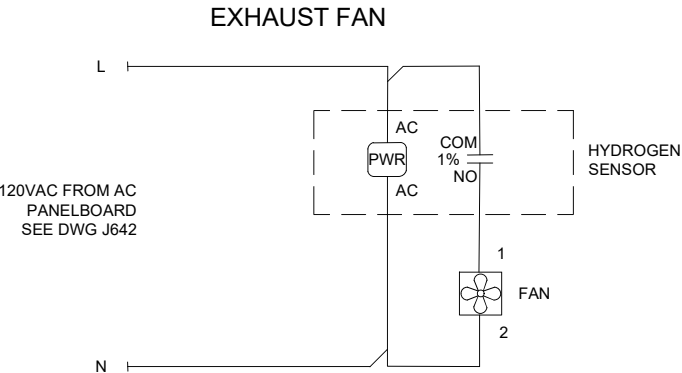 EXHAUST FAN
L
AC
COM
PWR
1%
NO
AC
HYDROGEN
SENSOR
120VAC FROM AC
PANELBOARD
SEE DWG J642
1
FAN
2
N